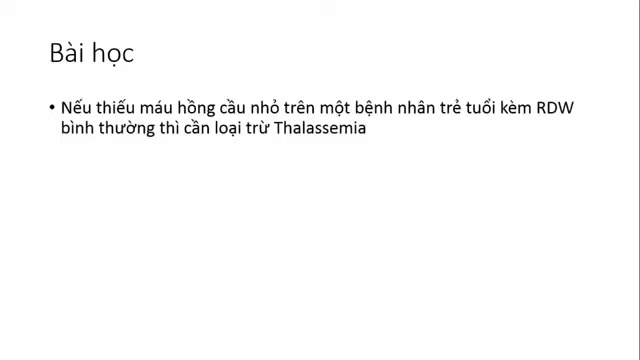 Bài học
• Nếu thiếu máu hồng cầu nhỏ trên một bệnh nhân trẻ tuổi kèm RDW
bình thường thì cần loại trừ Thalassemia